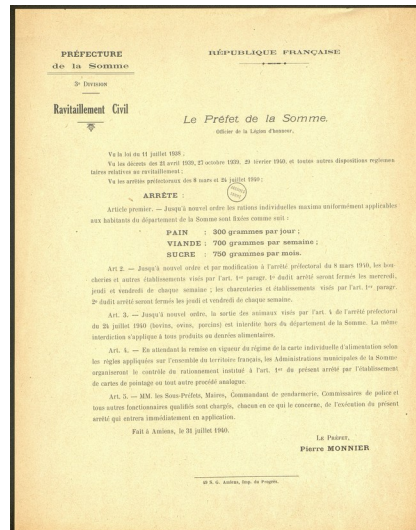 PRÉFECTURE
de la Somme
3e DIVISION
Ravitaillement Civil
RÉPUBLIQUE FRANÇAISE
Le Préfet de la Somme,
Officier de la Légion d'honneur,
Vu la loi du 11 juillet 1938 ;
Vu les décrets des 21 avril 1939, 27 octobre 1939, 29 février 1940, et toutes autres dispositions réglemen-
taires relatives au ravitaillement ;
Vu les arrêtés préfectoraux des 8 mars et 24 juillet 1940 ;
ARRÊTE :
Article premier. — Jusqu'à nouvel ordre les rations individuelles maxima uniformément applicables
aux habitants du département de la Somme sont fixées comme suit :
PAIN : 300 grammes par jour ;
VIANDE : 700 grammes par semaine ;
SUCRE : 750 grammes par mois.
Art 2. — Jusqu'à nouvel ordre et par modification à l'arrêté préfectoral du 8 mars 1940, les bou-
cheries et autres établissements visés par l'art. 1er paragr. 1e dudit arrêté seront fermés les mercredi,
jeudi et vendredi de chaque semaine ; les charcuteries et établissements visés par l'art. 1er paragr.
2e dudit arrêté seront fermés les jeudi et vendredi de chaque semaine.
Art. 3. — Jusqu'à nouvel ordre, la sortie des animaux visés par l'art. 4 de l'arrêté préfectoral
du 24 juillet 1940 (bovins, ovins, porcins) est interdite hors du département de la Somme. La même
interdiction s'applique à tous produits ou denrées alimentaires.
Art. 4. — En attendant la remise en vigueur du régime de la carte individuelle d'alimentation selon
les règles appliquées sur l'ensemble du territoire français, les Administrations municipales de la Somme
organiseront le contrôle du rationnement institué à l'art. 1er du présent arrêté par l'établissement
de cartes de pointage ou tout autre procédé analogue.
Art. 5. — MM. les Sous-Préfets, Maires, Commandant de gendarmerie, Commissaires de police et
tous autres fonctionnaires qualifiés sont chargés, chacun en ce qui le concerne, de l'exécution du présent
arrêté qui entrera immédiatement en application.
Fait à Amiens, le 31 juillet 1940.
LE PRÉFET,
Pierre MONNIER
Amiens, Imp. du Progrès.